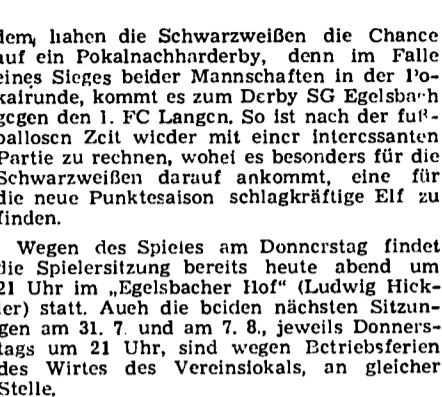 dem, haben die Schwarzweißen die Chance
auf ein Pokalnachharderby, denn im Falle
eines Sieges beider Mannschaften in der Po-
kalrunde, kommt es zum Derby SG Egelsbach
gegen den 1. FC Langen. So ist nach der fuß-
ballosen Zeit wieder mit einer interessanten
Partie zu rechnen, wobei es besonders für die
Schwarzweißen darauf ankommt, eine für
die neue Punktesaison schlagkräftige Elf zu
finden.
Wegen des Spieles am Donnerstag findet
die Spielersitzung bereits heute abend um
21 Uhr im „Egelsbacher Hof“ (Ludwig Hick-
ler) statt. Auch die beiden nächsten Sitzun-
gen am 31. 7. und am 7. 8., jeweils Donners-
tags um 21 Uhr, sind wegen Betriebsferien
des Wirtes des Vereinslokals, an gleicher
Stelle.